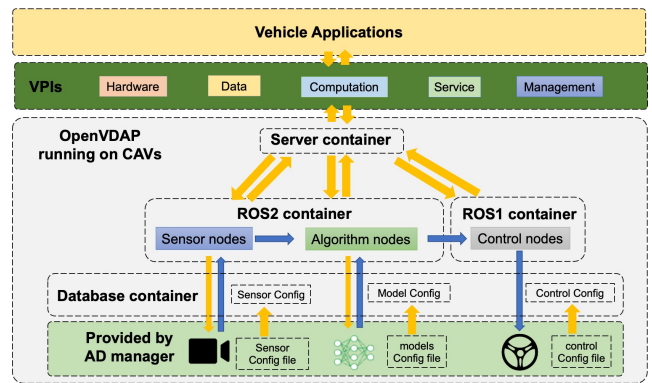 Vehicle Applications
VPIs
Hardware
Data
Computation
Service
Management
OpenVDAP
running on CAVs
Server container
ROS2 container
ROS1 container
Sensor nodes
Algorithm nodes
Control nodes
Database container
Sensor Config
Model Config
Control Config
Provided by
AD manager
Sensor
Config file
models
Config file
control
Config file